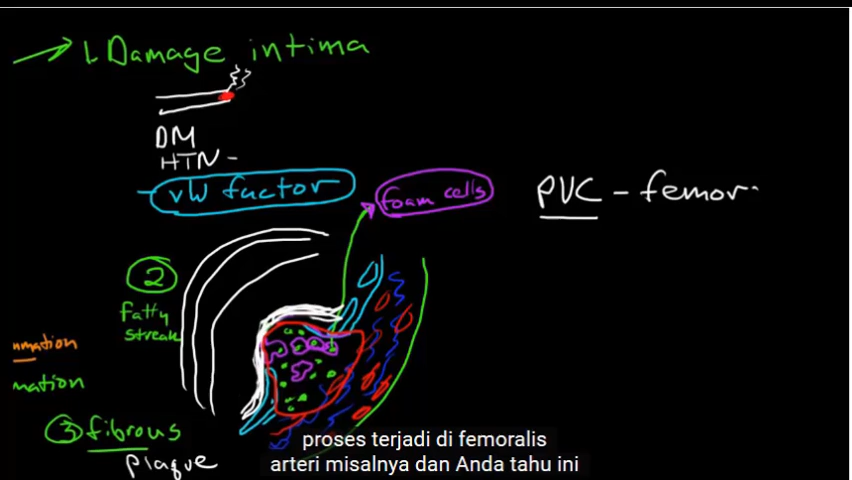 1. Damage intima
DM
HTN -
vW factor
foam cells
PVC - femor
2
fatty
streak
mmation
mation
3 fibrous
plaque
proses terjadi di femoralis
arteri misalnya dan Anda tahu ini